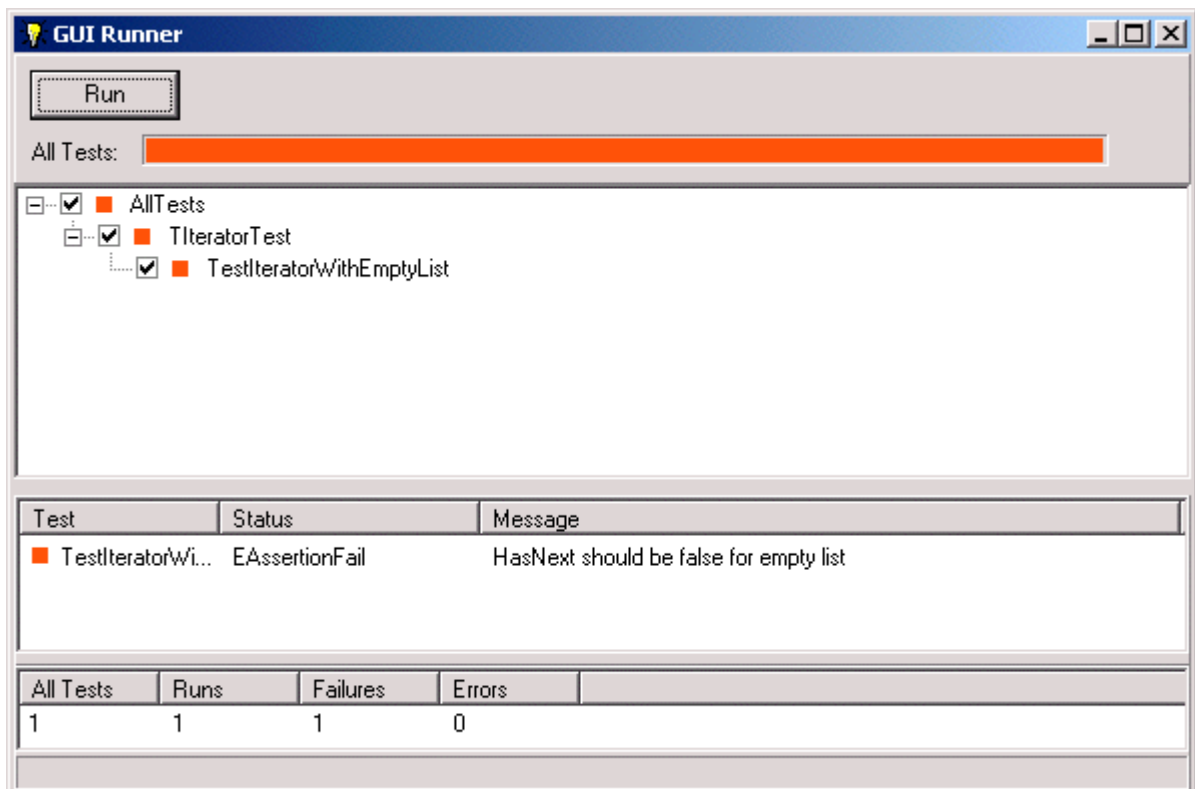 GUI Runner
Run
All Tests:
AllTests
TIteratorTest
TestIteratorWithEmptyList
Test Status Message
TestIteratorWi... EAssertionFail HasNext should be false for empty list
All Tests Runs Failures Errors
1 1 1 0